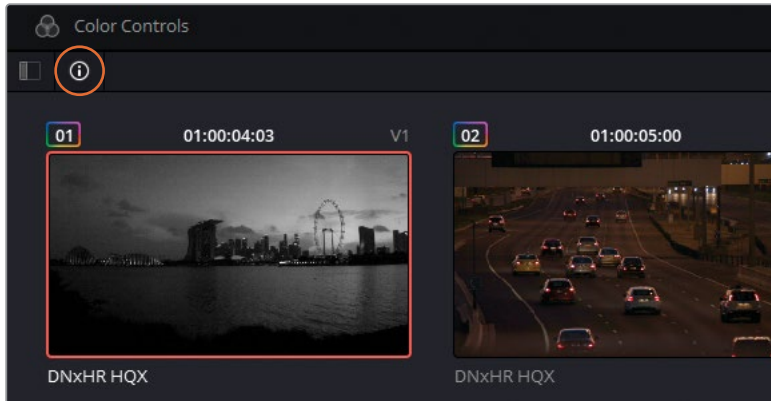 Color Controls
01 01:00:04:03 V1
02 01:00:05:00
DNxHR HQX
DNxHR HQX